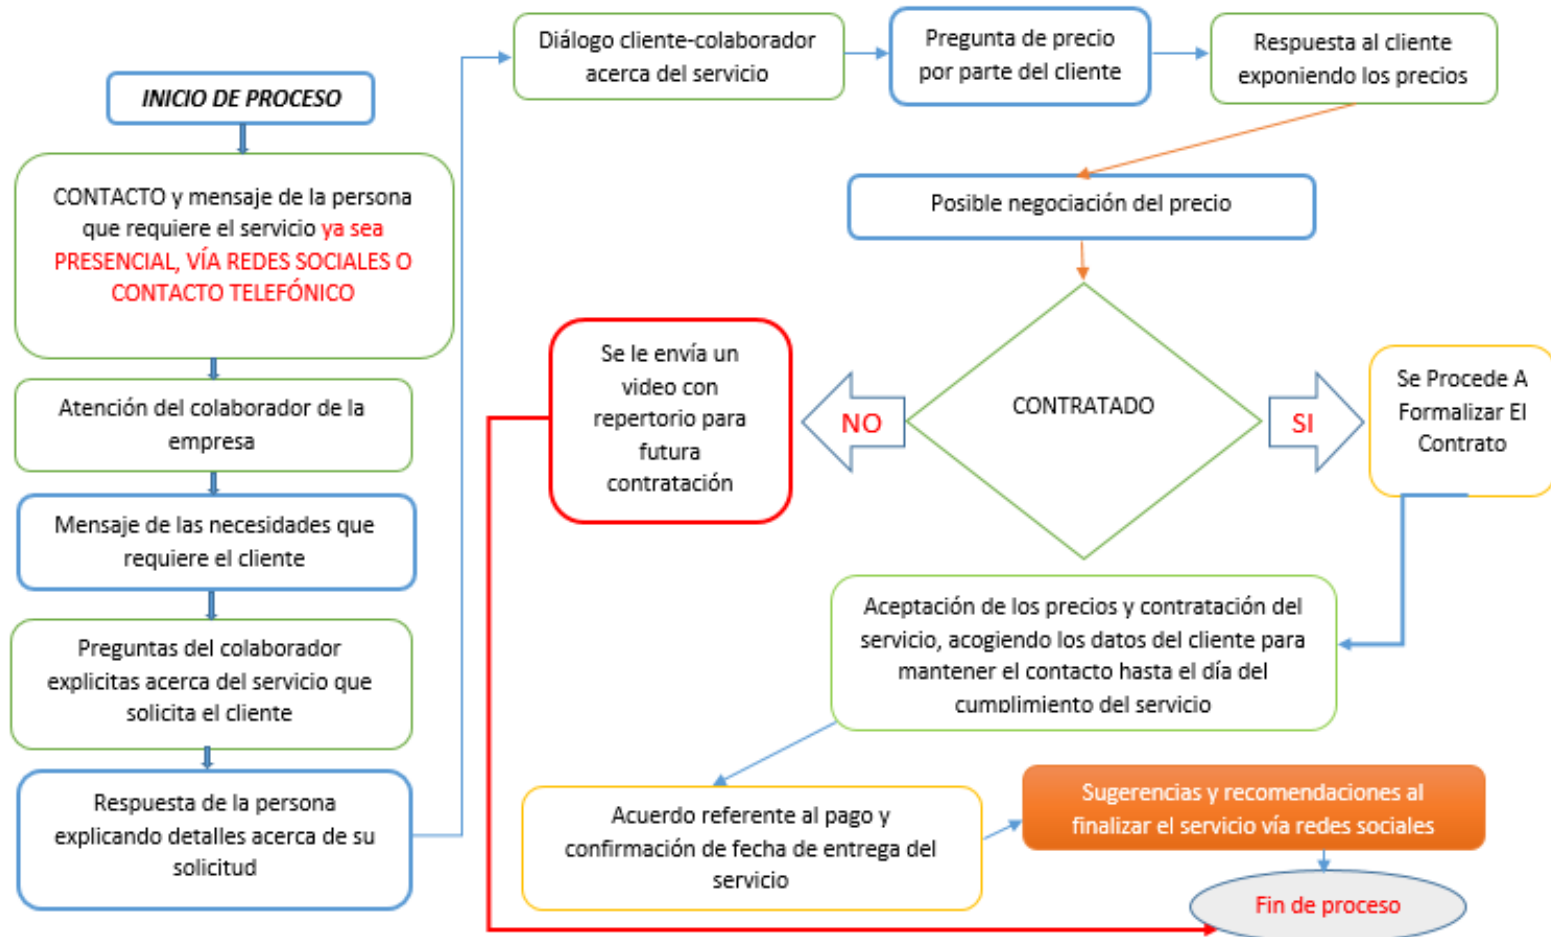 INICIO DE PROCESO
CONTACTO y mensaje de la persona
que requiere el servicio ya sea
PRESENCIAL, VÍA REDES SOCIALES O
CONTACTO TELEFÓNICO
Atención del colaborador de la
empresa
Mensaje de las necesidades que
requiere el cliente
Preguntas del colaborador
explicitas acerca del servicio que
solicita el cliente
Respuesta de la persona
explicando detalles acerca de su
solicitud
Diálogo cliente-colaborador
acerca del servicio
Pregunta de precio
por parte del cliente
Respuesta al cliente
exponiendo los precios
Posible negociación del precio
CONTRATADO
NO
Se le envía un
video con
repertorio para
futura
contratación
SI
Se Procede A
Formalizar El
Contrato
Aceptación de los precios y contratación del
servicio, acogiendo los datos del cliente para
mantener el contacto hasta el día del
cumplimiento del servicio
Acuerdo referente al pago y
confirmación de fecha de entrega del
servicio
Sugerencias y recomendaciones al
finalizar el servicio vía redes sociales
Fin de proceso